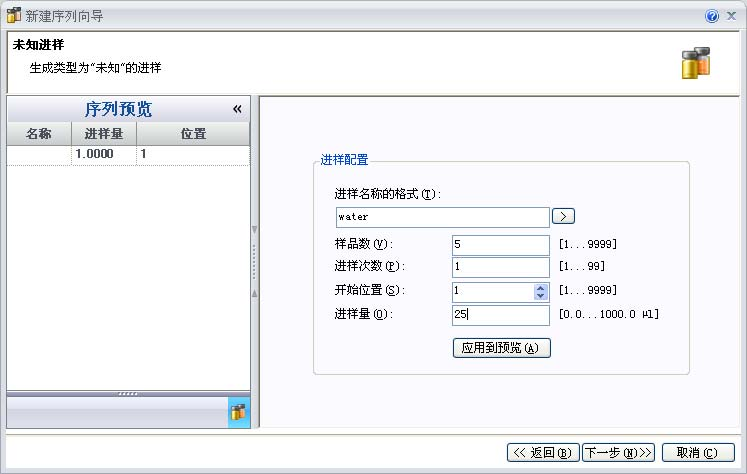 新建序列向导
未知进样
生成类型为"未知"的进样
序列预览 «
名称 进样量 位置
1.0000 1
进样配置
进样名称的格式(T):
water >
样品数(V): 5 [1...9999]
进样次数(P): 1 [1...99]
开始位置(S): 1 [1...9999]
进样量(O): 25 [0.0...1000.0 µl]
应用到预览(A)
<< 返回(B) 下一步(N)>> 取消(C)